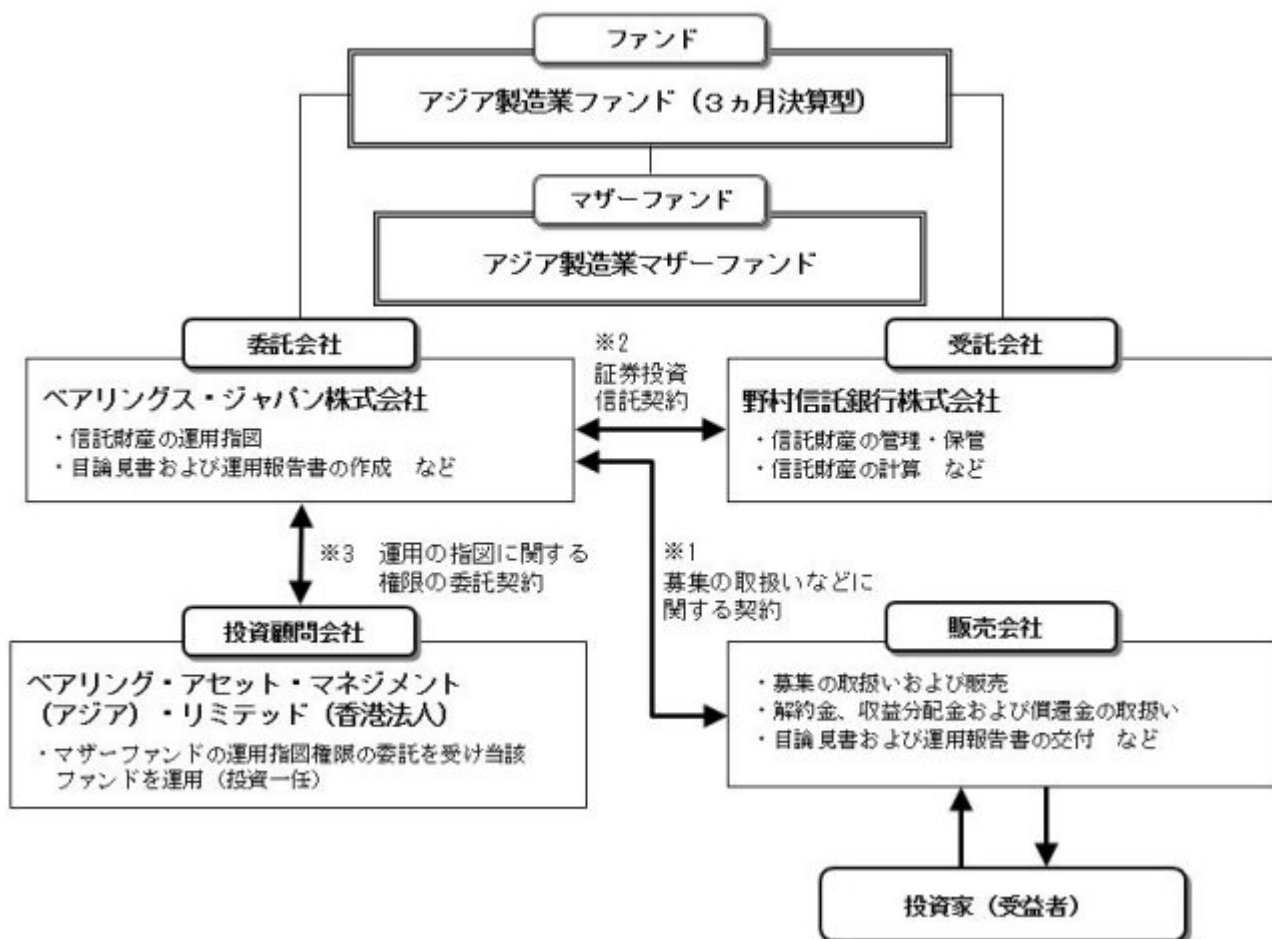 ファンド
アジア製造業ファンド（３ヵ月決算型）
マザーファンド
アジア製造業マザーファンド
委託会社
ベアリングス・ジャパン株式会社
・信託財産の運用指図
・目論見書および運用報告書の作成　など
※2
証券投資
信託契約
受託会社
野村信託銀行株式会社
・信託財産の管理・保管
・信託財産の計算　など
※3　運用の指図に関する
権限の委託契約
※1
募集の取扱いなどに
関する契約
投資顧問会社
ベアリング・アセット・マネジメント
（アジア）・リミテッド（香港法人）
・マザーファンドの運用指図権限の委託を受け当該
ファンドを運用（投資一任）
販売会社
・募集の取扱いおよび販売
・解約金、収益分配金および償還金の取扱い
・目論見書および運用報告書の交付　など
投資家（受益者）